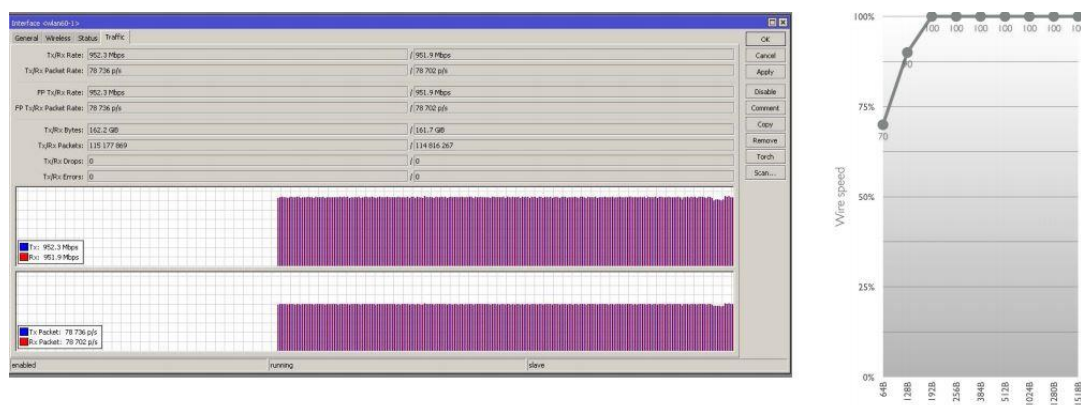 Interface <wlan60-1>
General Wireless Status Traffic
Tx/Rx Rate: 952.3 Mbps / 951.9 Mbps
Tx/Rx Packet Rate: 78 736 p/s / 78 702 p/s
FP Tx/Rx Rate: 952.3 Mbps / 951.9 Mbps
FP Tx/Rx Packet Rate: 78 736 p/s / 78 702 p/s
Tx/Rx Bytes: 162.2 GiB / 161.7 GiB
Tx/Rx Packets: 115 177 869 / 114 816 267
Tx/Rx Drops: 0 / 0
Tx/Rx Errors: 0 / 0
OK
Cancel
Apply
Disable
Comment
Copy
Remove
Torch
Scan...
Tx: 952.3 Mbps
Rx: 951.9 Mbps
Tx Packet: 78 736 p/s
Rx Packet: 78 702 p/s
enabled running slave
Wire speed
100%
75%
50%
25%
0%
70 90 100 100 100 100 100 100 100
64B 128B 192B 256B 384B 512B 1024B 1280B 1518B